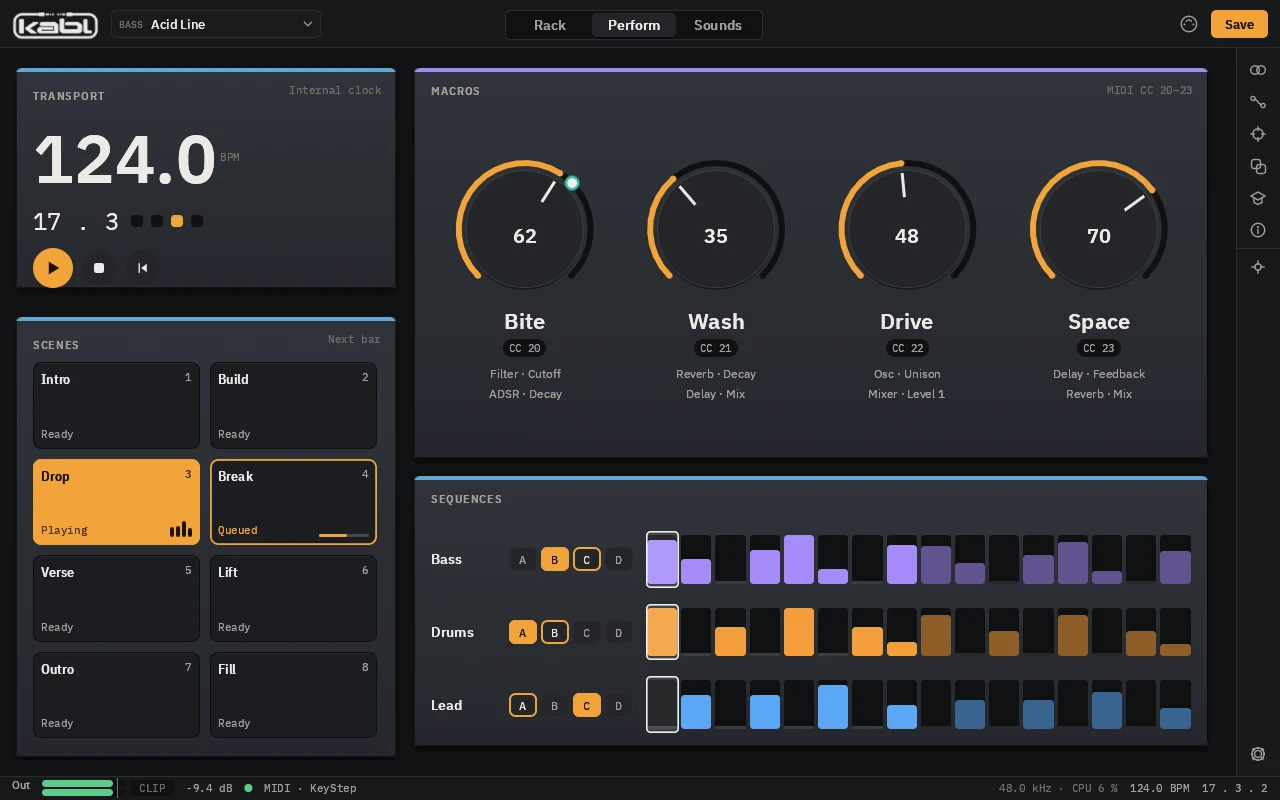 kabl BASS Acid Line Rack Perform Sounds Save
TRANSPORT Internal clock
124.0 BPM
17 . 3
SCENES Next bar
Intro 1
Ready
Build 2
Ready
Drop 3
Playing
Break 4
Queued
Verse 5
Ready
Lift 6
Ready
Outro 7
Ready
Fill 8
Ready
MACROS MIDI CC 20–23
62
Bite
CC 20
Filter · Cutoff
ADSR · Decay
35
Wash
CC 21
Reverb · Decay
Delay · Mix
48
Drive
CC 22
Osc · Unison
Mixer · Level 1
70
Space
CC 23
Delay · Feedback
Reverb · Mix
SEQUENCES
Bass A B C D
Drums A B C D
Lead A B C D
Out CLIP -9.4 dB MIDI · KeyStep 48.0 kHz · CPU 6 % 124.0 BPM 17 . 3 . 2